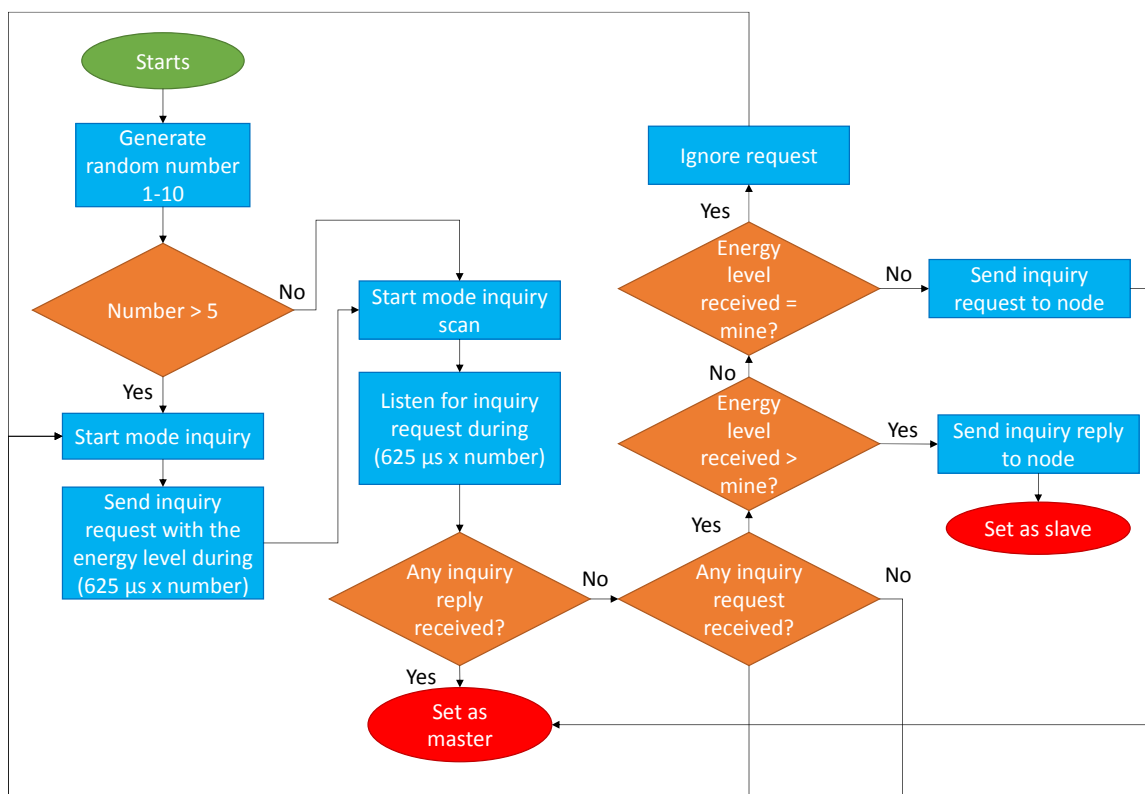 Starts
Generate
random number
1-10
Number > 5
No
Yes
Start mode inquiry
Send inquiry
request with the
energy level during
(625 µs x number)
Start mode inquiry
scan
Listen for inquiry
request during
(625 µs x number)
Any inquiry
reply
received?
No
Yes
Set as
master
Any inquiry
request
received?
No
Yes
Energy
level
received >
mine?
Yes
Send inquiry reply
to node
Set as slave
No
Energy
level
received =
mine?
No
Send inquiry
request to node
Yes
Ignore request